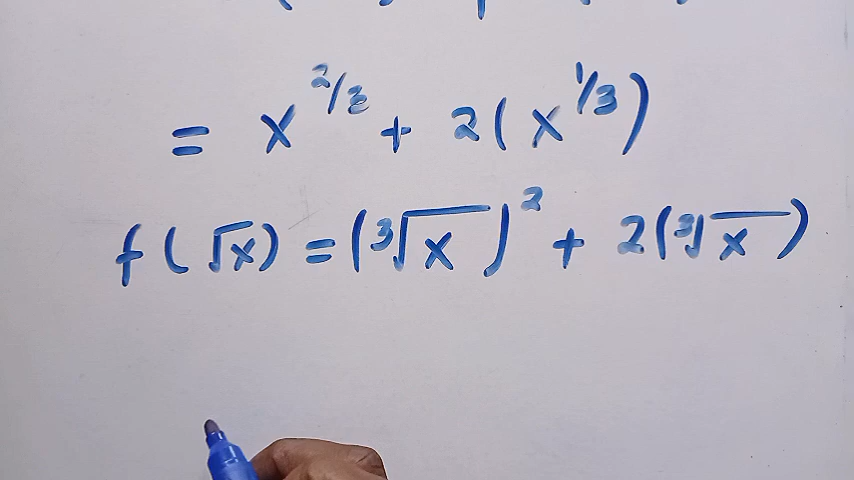 = x^{2/3} + 2(x^{1/3})
f(√x) = (∛x)² + 2(∛x)